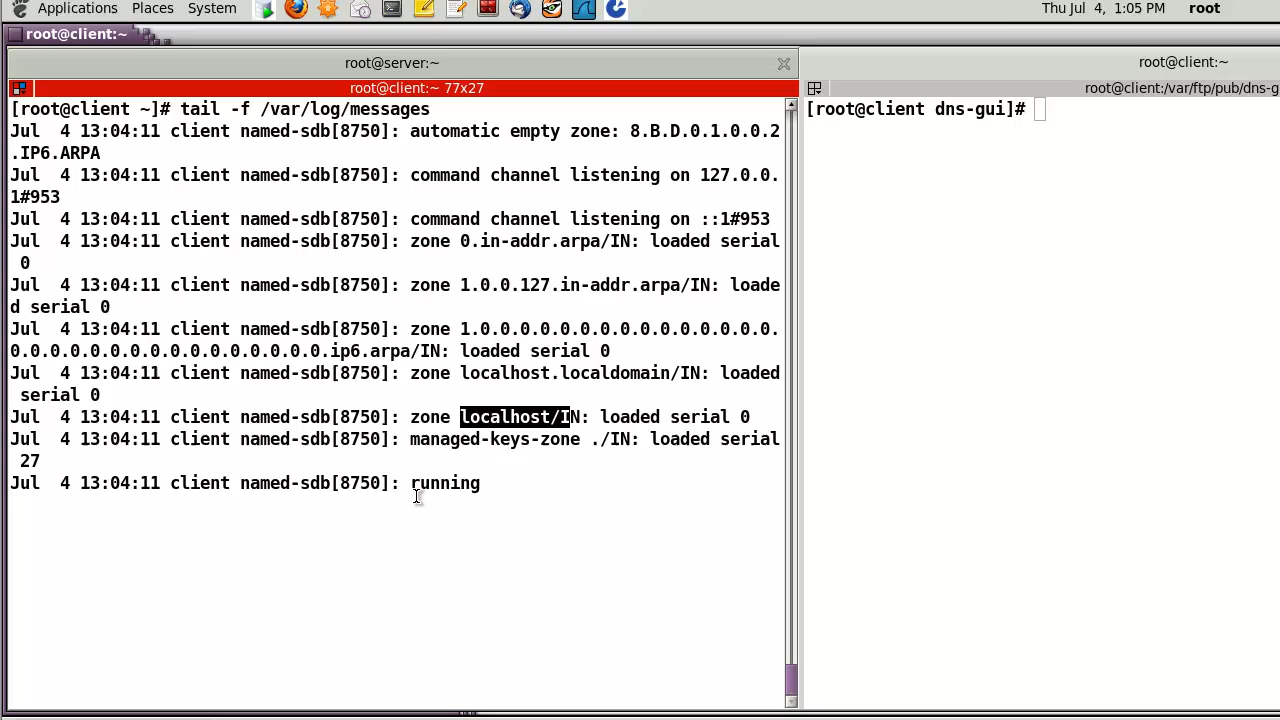 Applications Places System
Thu Jul 4, 1:05 PM root
root@client:~
root@server:~
root@client:~ 77x27
[root@client ~]# tail -f /var/log/messages
Jul  4 13:04:11 client named-sdb[8750]: automatic empty zone: 8.B.D.0.1.0.0.2
.IP6.ARPA
Jul  4 13:04:11 client named-sdb[8750]: command channel listening on 127.0.0.
1#953
Jul  4 13:04:11 client named-sdb[8750]: command channel listening on ::1#953
Jul  4 13:04:11 client named-sdb[8750]: zone 0.in-addr.arpa/IN: loaded serial
 0
Jul  4 13:04:11 client named-sdb[8750]: zone 1.0.0.127.in-addr.arpa/IN: loade
d serial 0
Jul  4 13:04:11 client named-sdb[8750]: zone 1.0.0.0.0.0.0.0.0.0.0.0.0.0.0.0.
0.0.0.0.0.0.0.0.0.0.0.0.0.0.0.0.ip6.arpa/IN: loaded serial 0
Jul  4 13:04:11 client named-sdb[8750]: zone localhost.localdomain/IN: loaded
 serial 0
Jul  4 13:04:11 client named-sdb[8750]: zone localhost/IN: loaded serial 0
Jul  4 13:04:11 client named-sdb[8750]: managed-keys-zone ./IN: loaded serial
 27
Jul  4 13:04:11 client named-sdb[8750]: running
root@client:~
root@client:/var/ftp/pub/dns-g
[root@client dns-gui]#